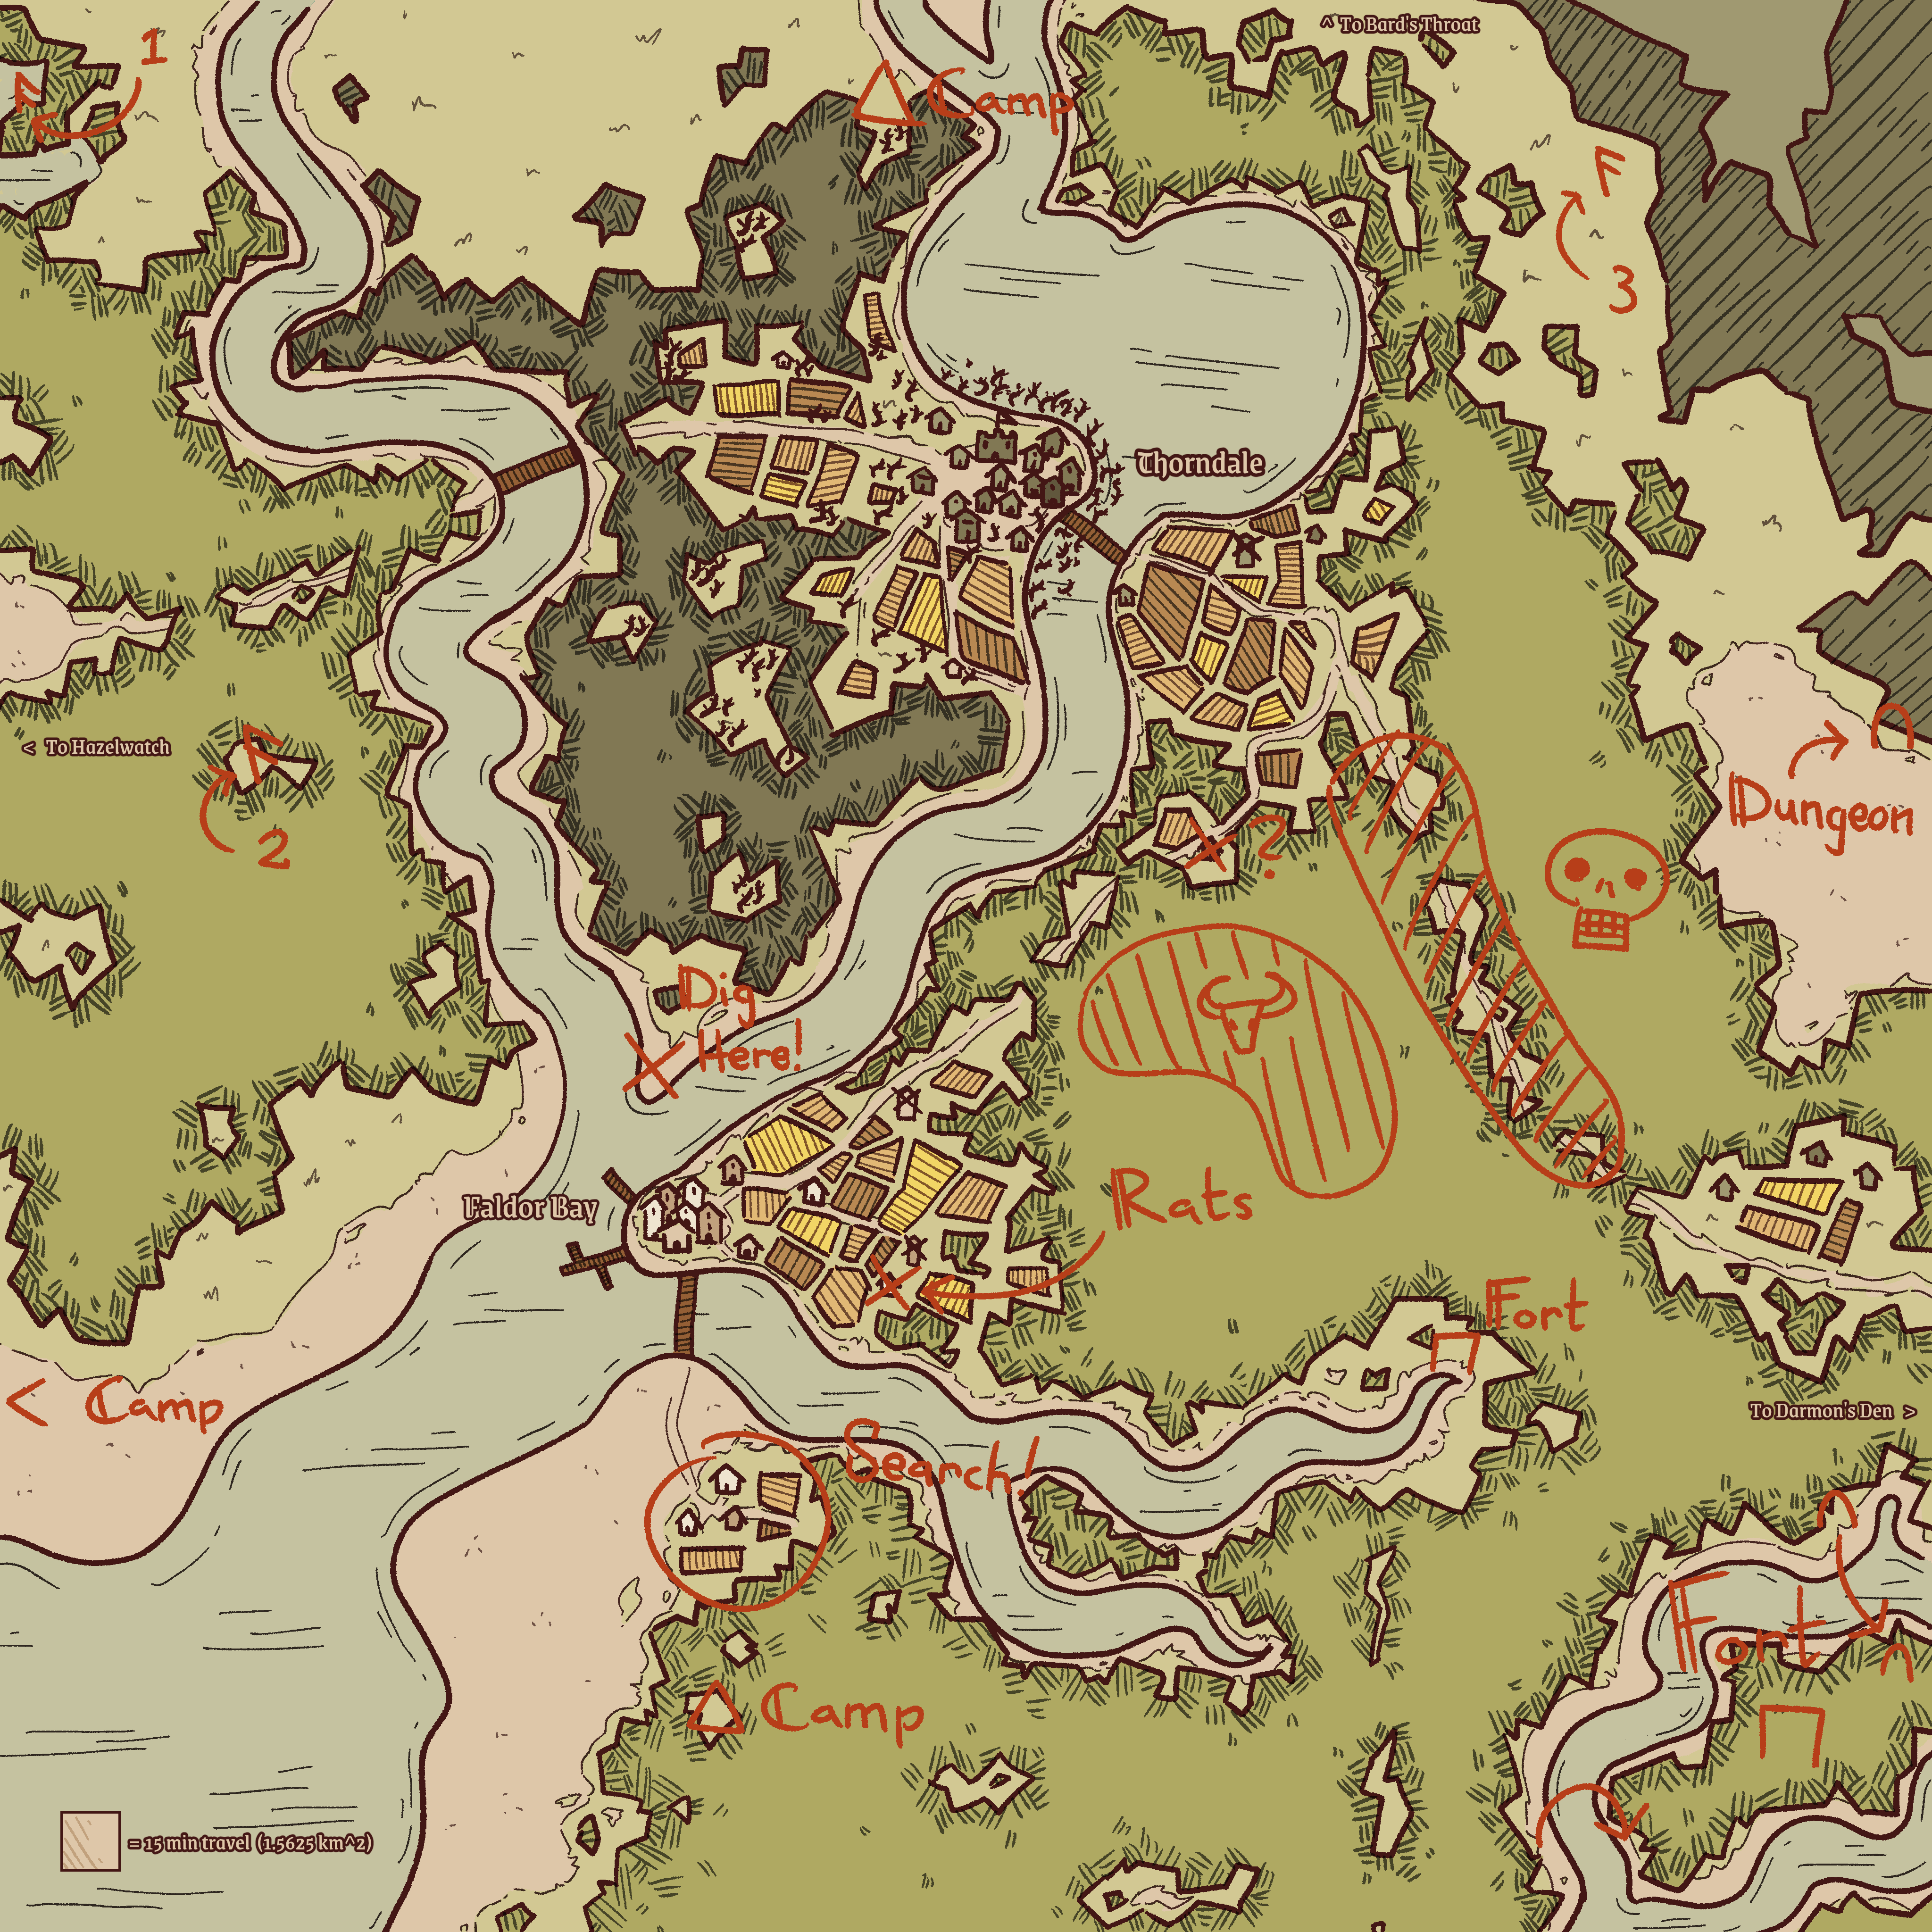 ^ To Bard's Throat
1
Camp
3
Thorndale
< To Hazelwatch
2
Dungeon
?
Dig
Here!
Rats
Faldor Bay
Fort
< Camp
To Darmon's Den >
Search!
Fort
Camp
= 15 min travel (1.5625 km^2)